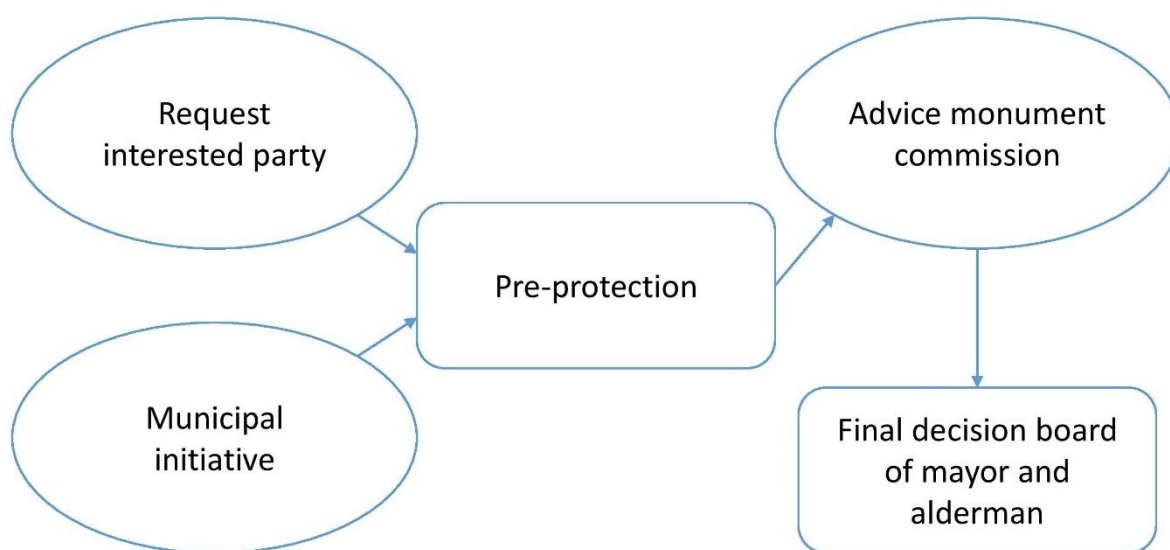 Request
interested party
Advice monument
commission
Pre-protection
Municipal
initiative
Final decision board
of mayor and
alderman